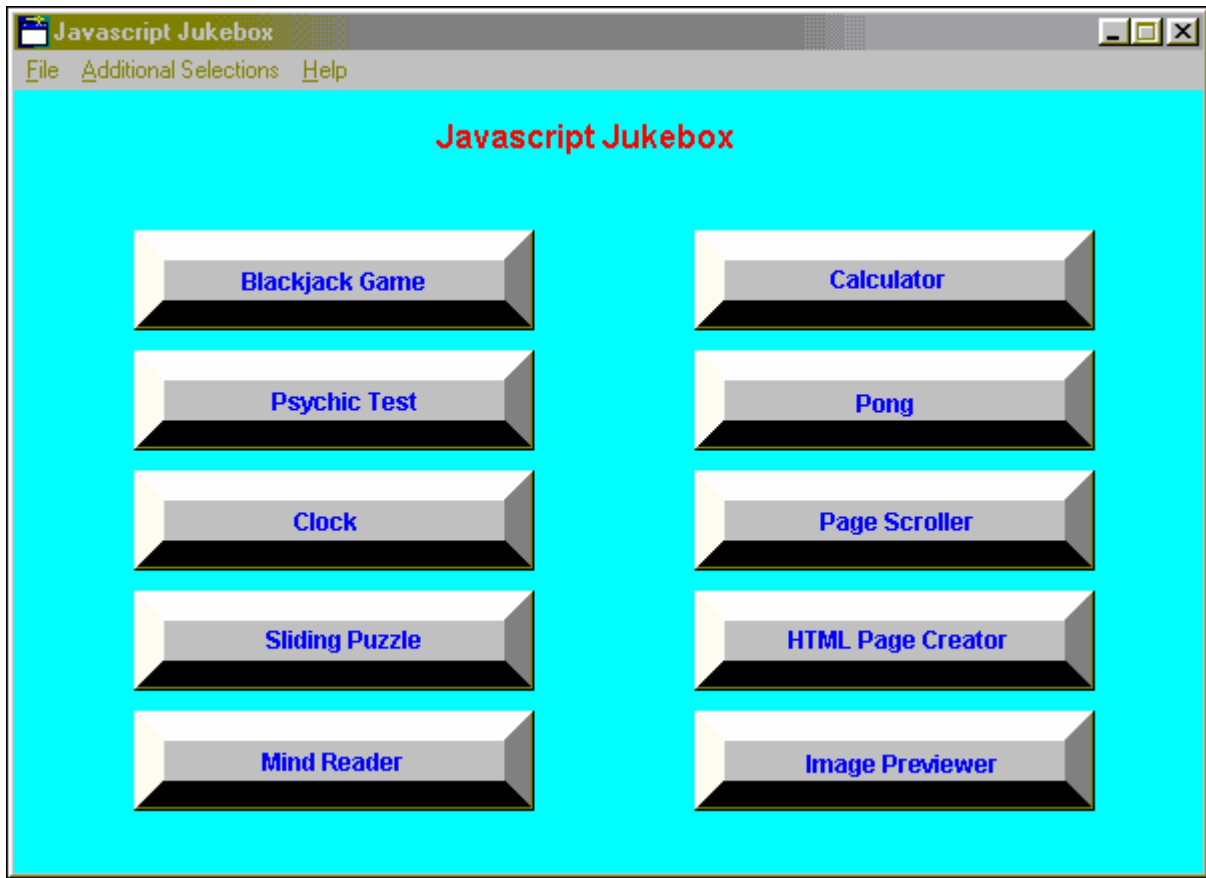 Javascript Jukebox
File Additional Selections Help
Javascript Jukebox
Blackjack Game
Calculator
Psychic Test
Pong
Clock
Page Scroller
Sliding Puzzle
HTML Page Creator
Mind Reader
Image Previewer